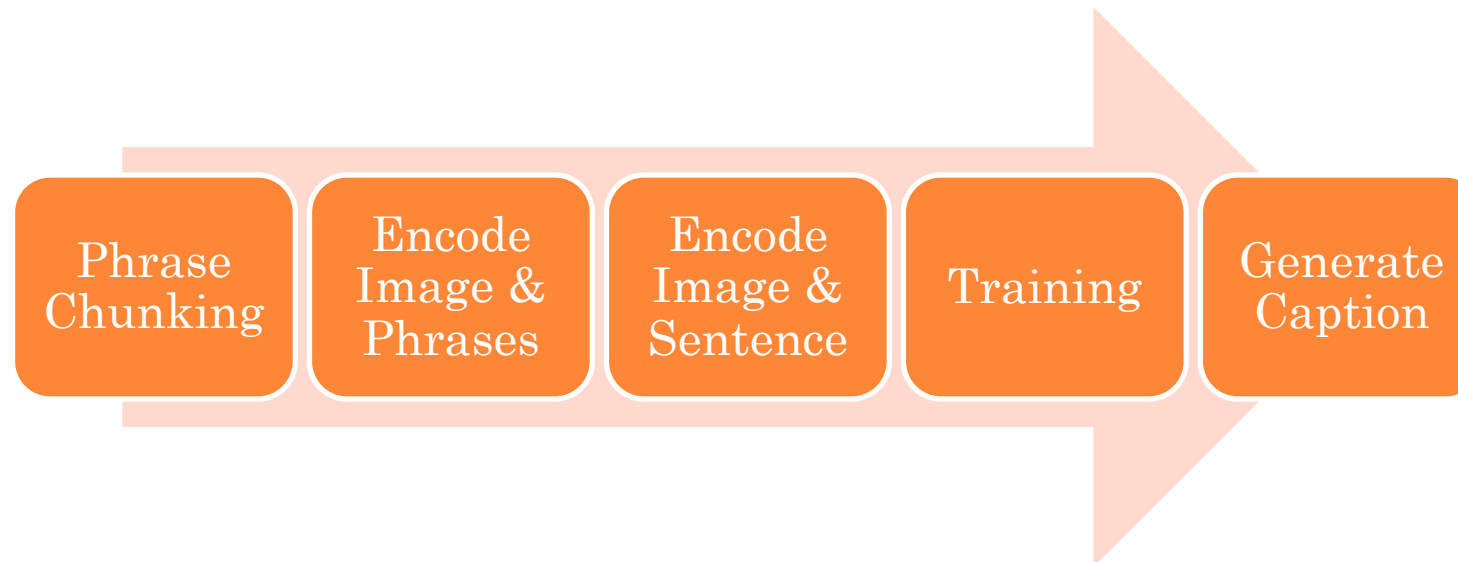 Phrase
Chunking
Encode
Image &
Phrases
Encode
Image &
Sentence
Training
Generate
Caption